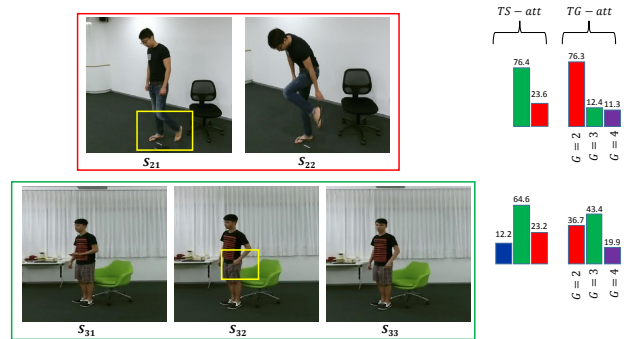 TS − att TG − att
76.4
23.6
76.3
12.4
11.3
G = 2
G = 3
G = 4
S21 S22
12.2
64.6
23.2
36.7
43.4
19.9
G = 2
G = 3
G = 4
S31 S32 S33